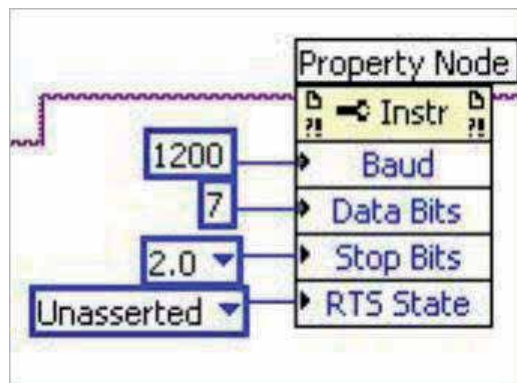 Property Node
?! Instr ?!
1200 Baud
7 Data Bits
2.0 Stop Bits
Unasserted RTS State